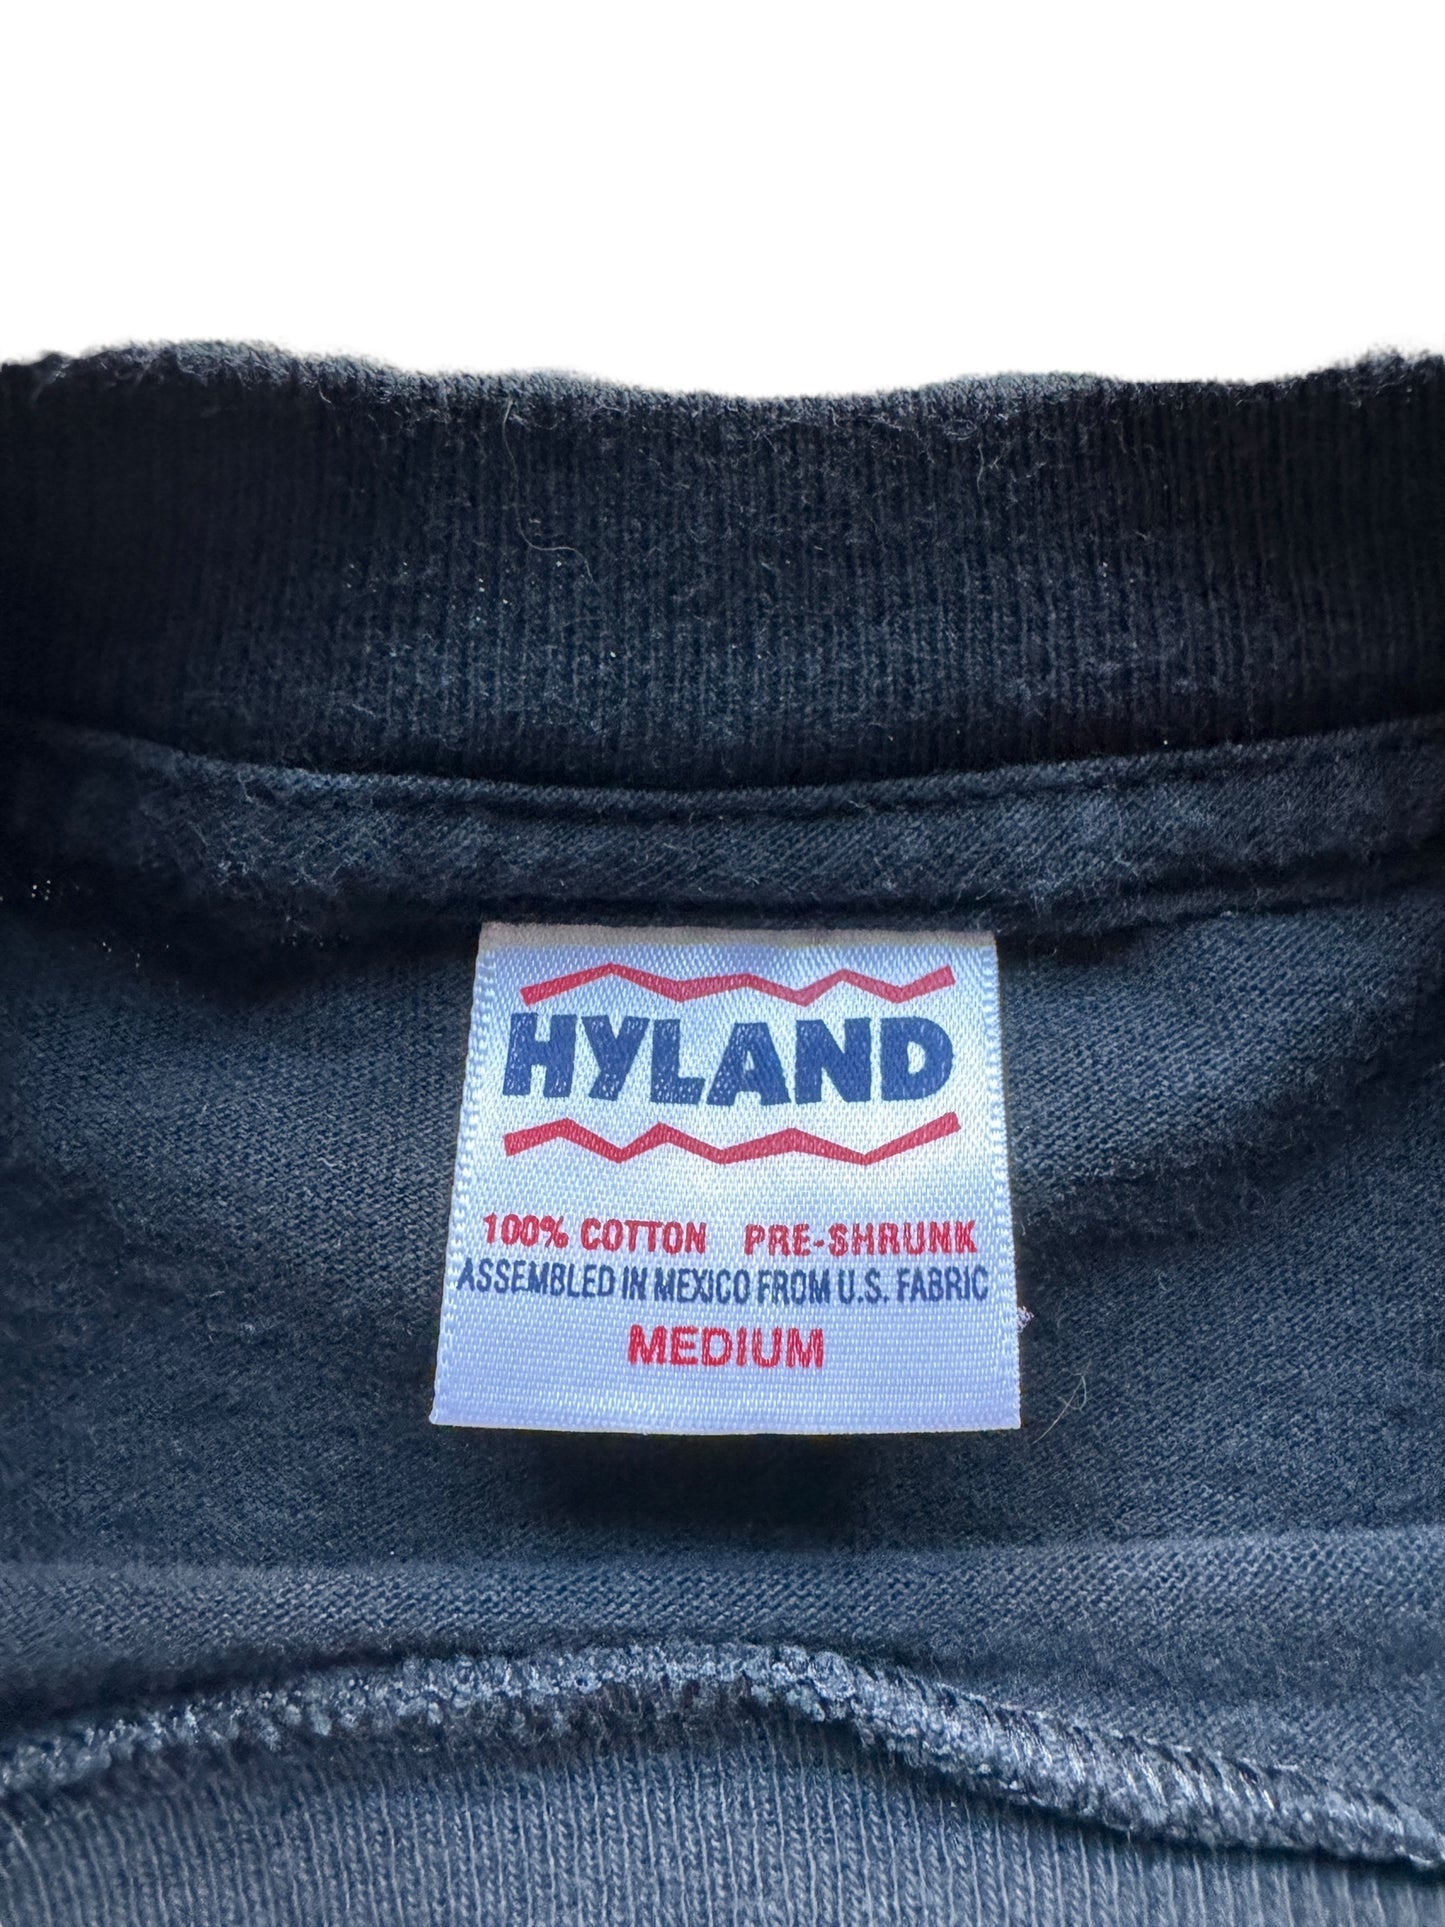 HYLAND
100% COTTON PRE-SHRUNK
ASSEMBLED IN MEXICO FROM U.S. FABRIC
MEDIUM